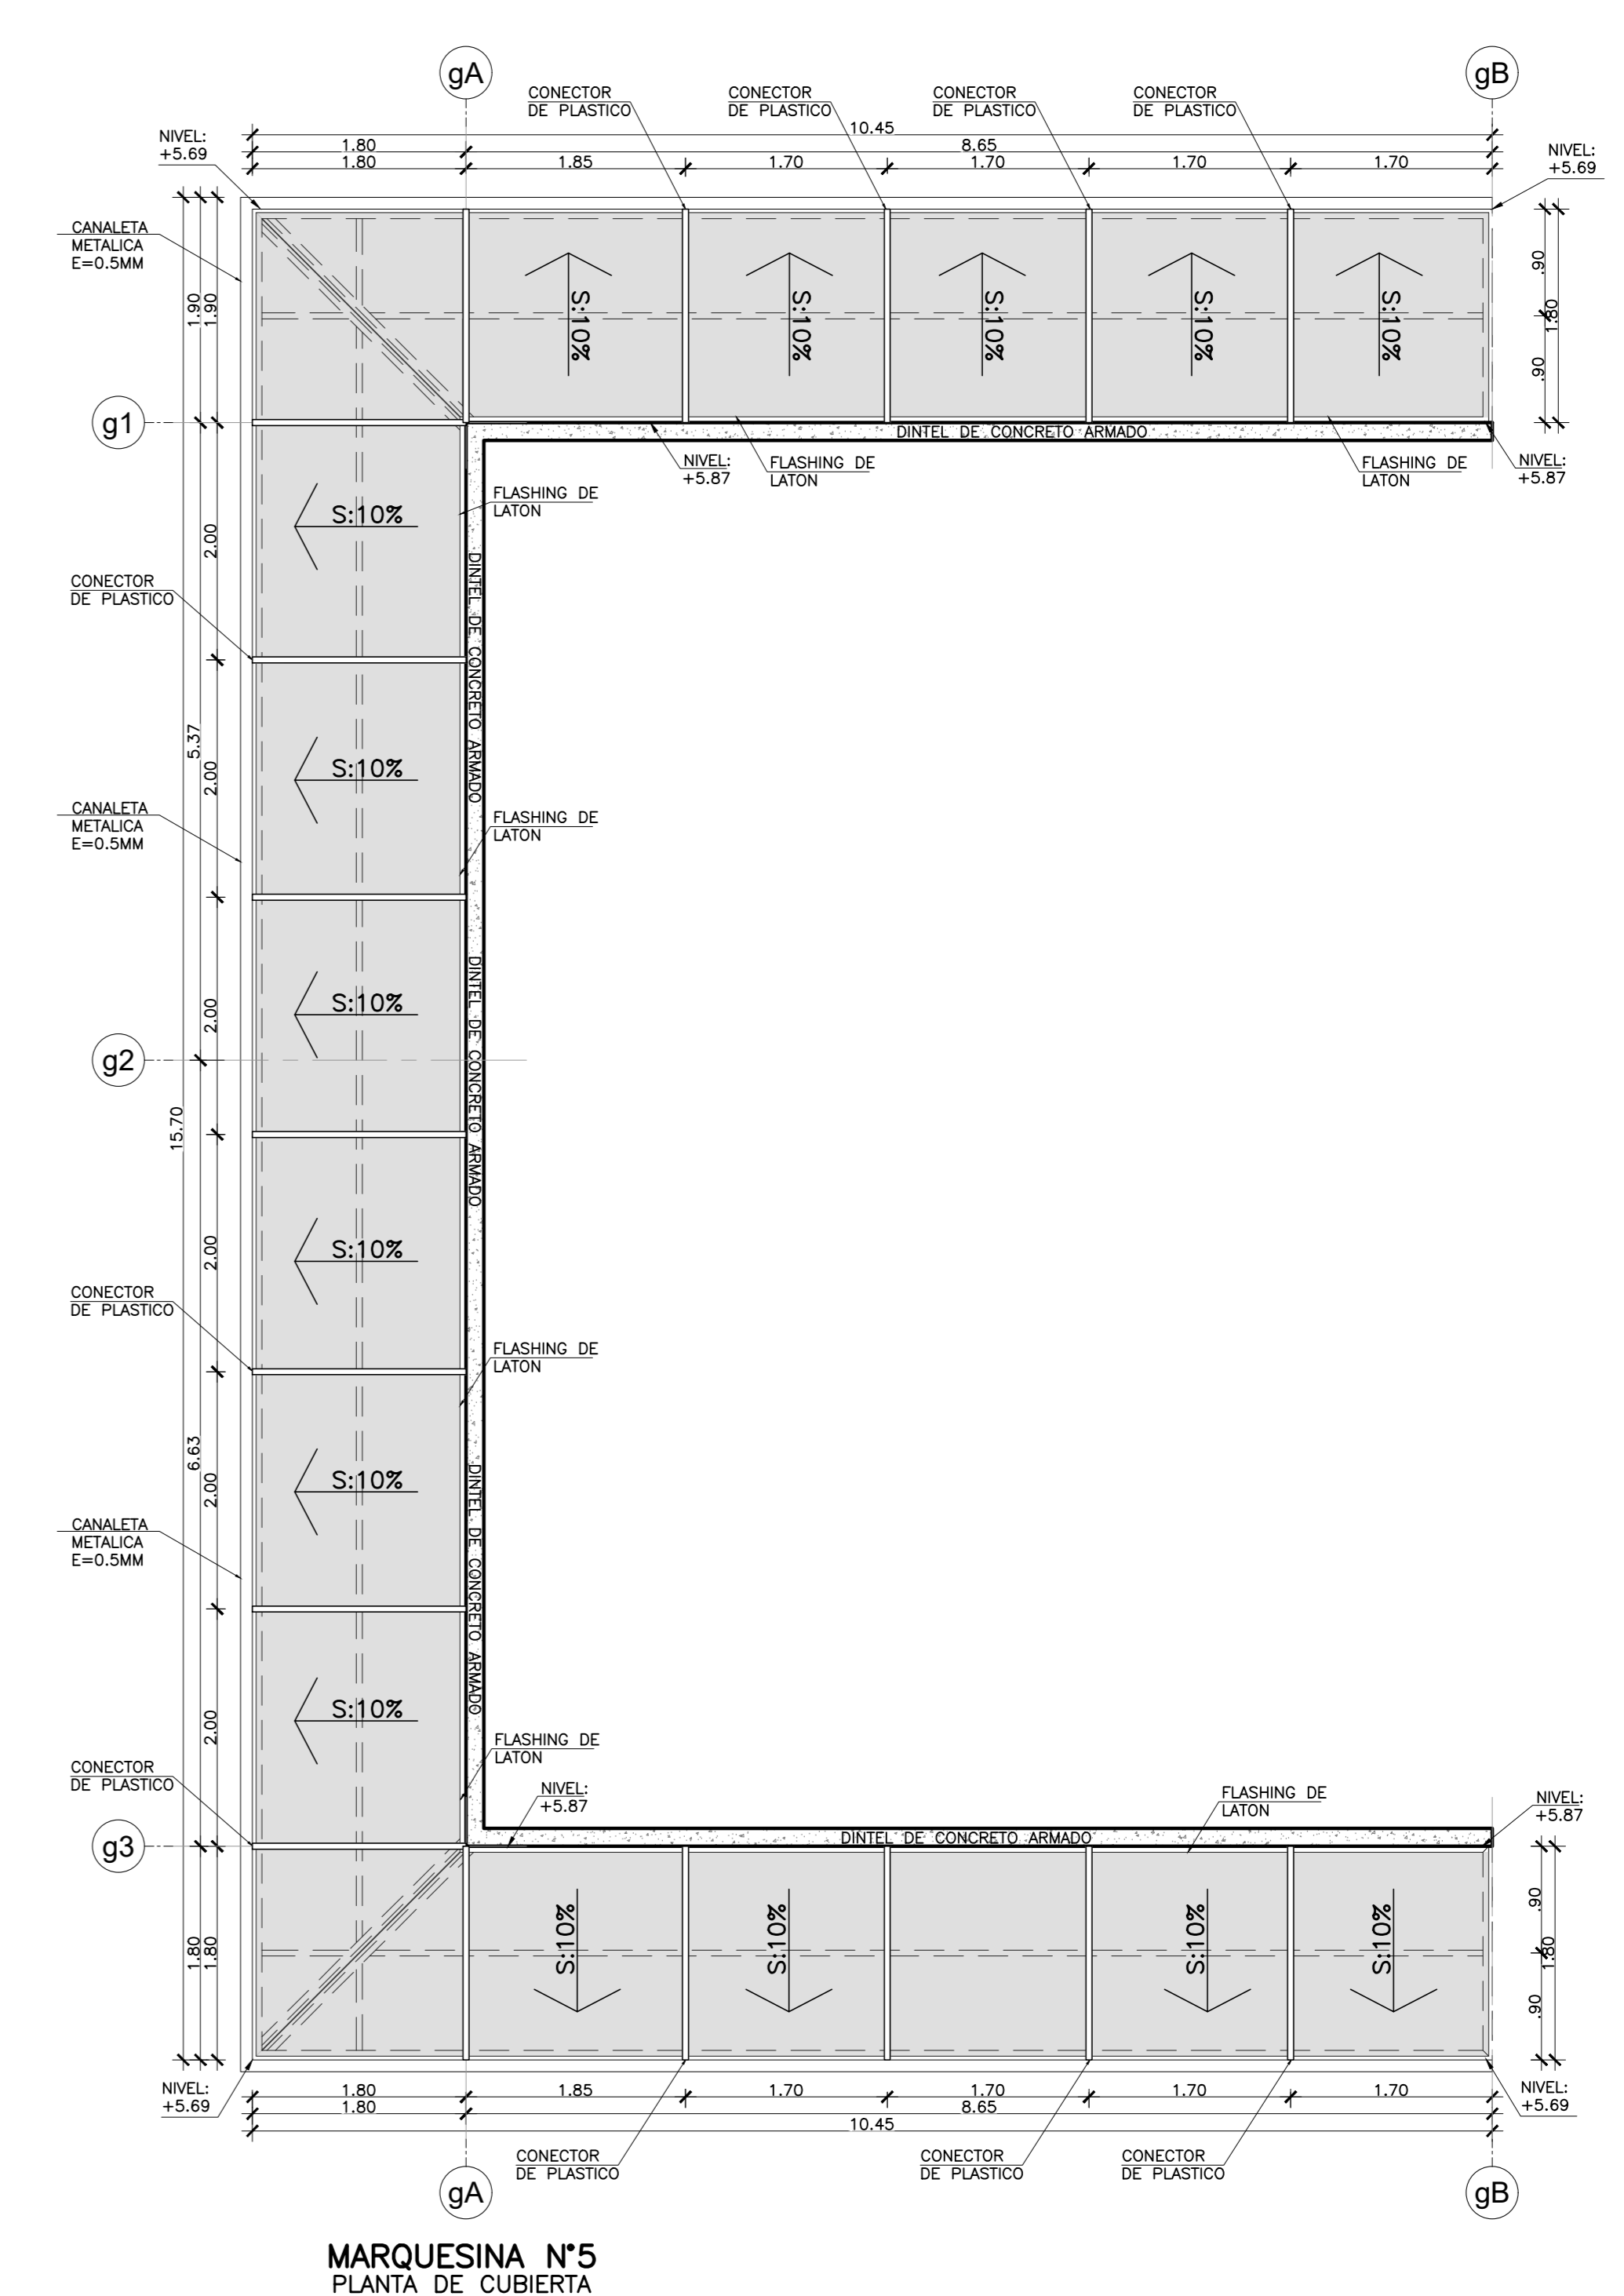 gA
gB
CONECTOR
DE PLASTICO
CONECTOR
DE PLASTICO
CONECTOR
DE PLASTICO
CONECTOR
DE PLASTICO
10.45
NIVEL:
+5.69
1.80
8.65
NIVEL:
+5.69
1.80
1.85
1.70
1.70
1.70
1.70
CANALETA
METALICA
E=0.5MM
1.90
1.90
S:10%
S:10%
S:10%
S:10%
S:10%
.90
1.80
.90
g1
DINTEL DE CONCRETO ARMADO
NIVEL:
+5.87
FLASHING DE
LATON
FLASHING DE
LATON
NIVEL:
+5.87
FLASHING DE
LATON
S:10%
2.00
DINTEL DE CONCRETO ARMADO
CONECTOR
DE PLASTICO
5.37
S:10%
2.00
CANALETA
METALICA
E=0.5MM
FLASHING DE
LATON
S:10%
2.00
DINTEL DE CONCRETO ARMADO
g2
15.70
S:10%
2.00
CONECTOR
DE PLASTICO
FLASHING DE
LATON
6.63
S:10%
2.00
DINTEL DE CONCRETO ARMADO
CANALETA
METALICA
E=0.5MM
S:10%
2.00
FLASHING DE
LATON
CONECTOR
DE PLASTICO
NIVEL:
+5.87
FLASHING DE
LATON
NIVEL:
+5.87
g3
DINTEL DE CONCRETO ARMADO
1.80
1.80
S:10%
S:10%
S:10%
S:10%
.90
1.80
.90
NIVEL:
+5.69
1.80
1.85
1.70
1.70
1.70
1.70
NIVEL:
+5.69
1.80
8.65
10.45
CONECTOR
DE PLASTICO
CONECTOR
DE PLASTICO
CONECTOR
DE PLASTICO
gA
gB
MARQUESINA N°5
PLANTA DE CUBIERTA